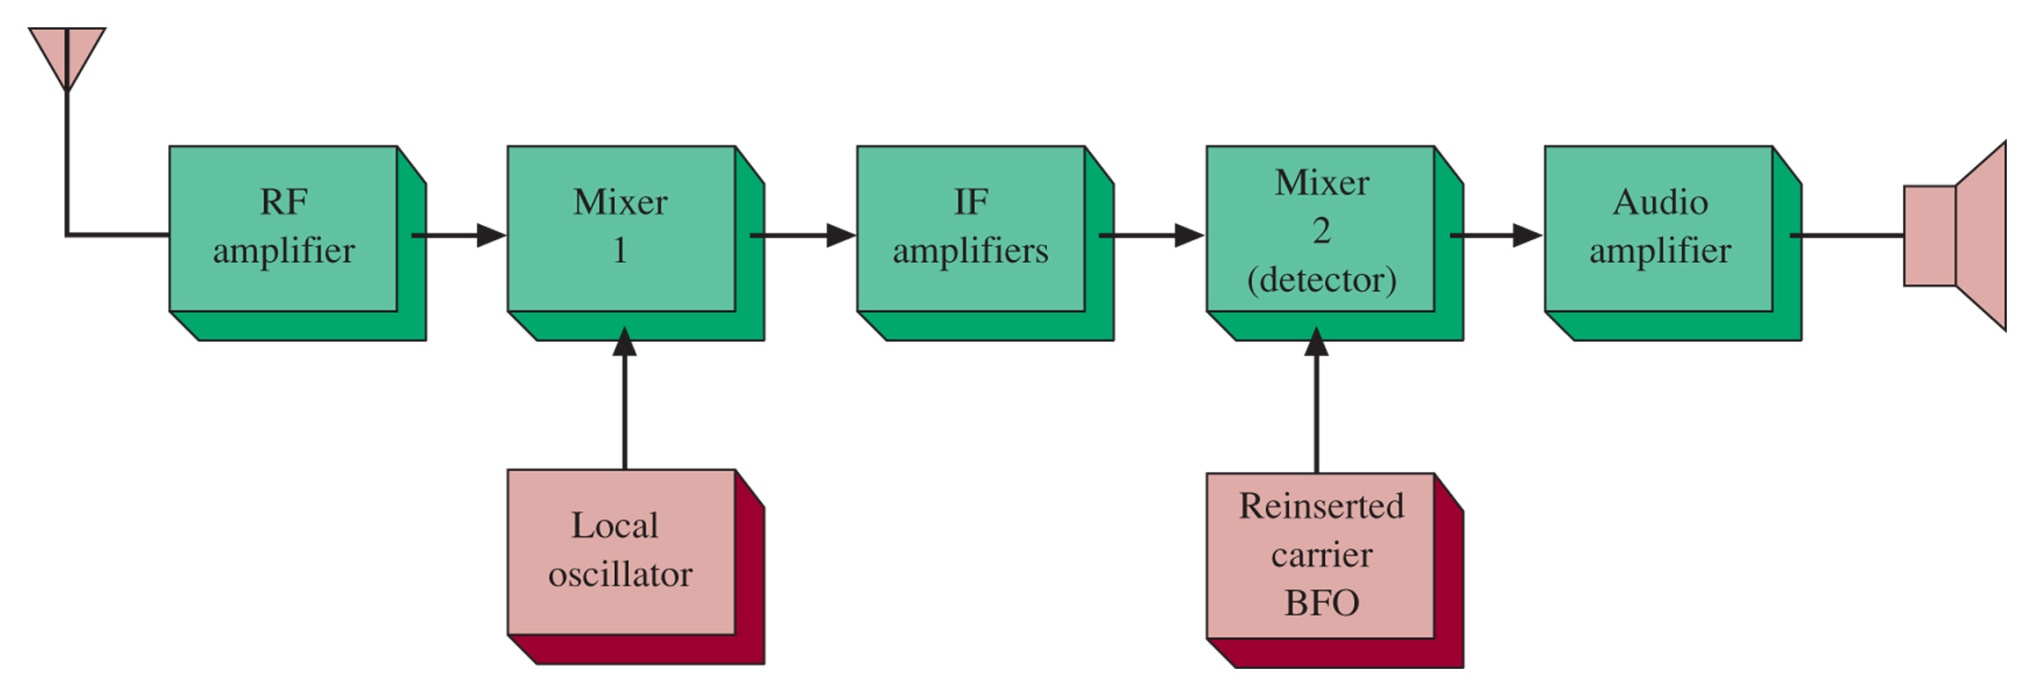 RF
amplifier
Mixer
1
IF
amplifiers
Mixer
2
(detector)
Audio
amplifier
Local
oscillator
Reinserted
carrier
BFO